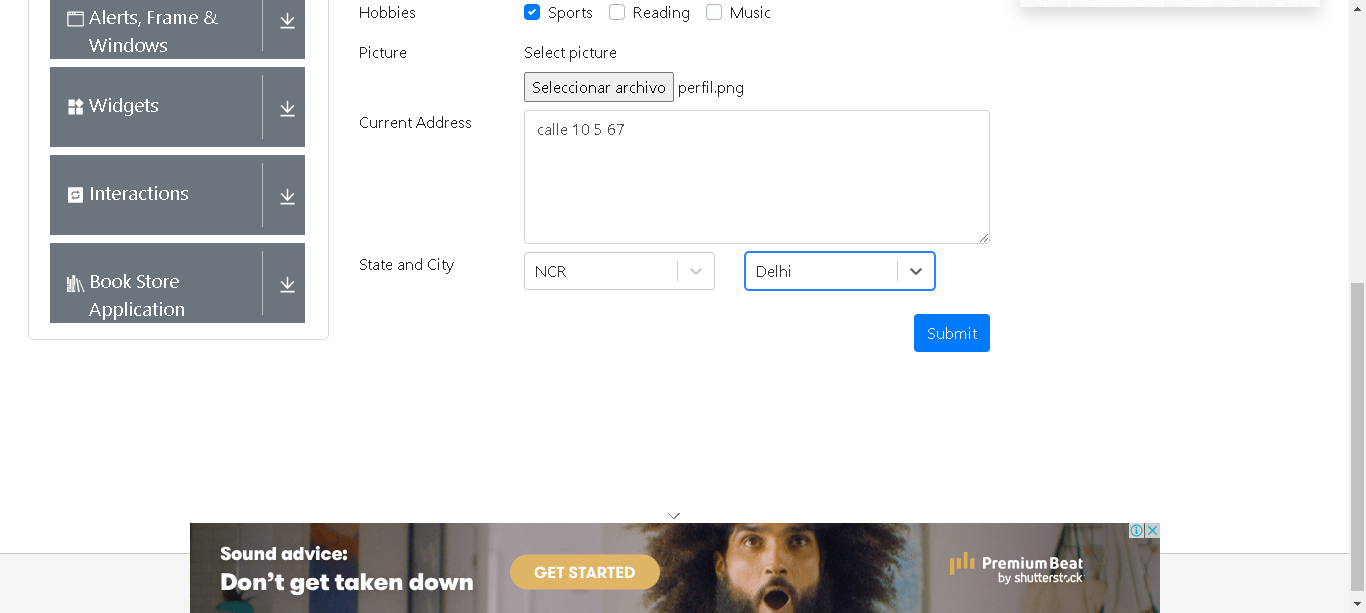 Alerts, Frame &
Windows
Widgets
Interactions
Book Store
Application
Hobbies
Sports Reading Music
Picture
Select picture
Seleccionar archivo perfil.png
Current Address
calle 10 5 67
State and City
NCR
Delhi
Submit
Sound advice:
Don't get taken down
GET STARTED
PremiumBeat
by shutterstock